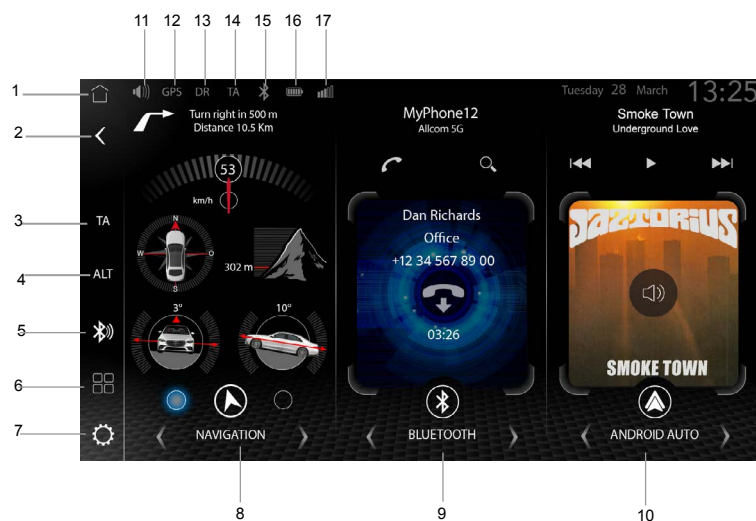 11 12 13 14 15 16 17
1
2
3
4
5
6
7
GPS DR TA
Tuesday 28 March 13:25
Turn right in 500 m
Distance 10.5 Km
53
km/h
N
W O
S
302 m
3° 10°
NAVIGATION
TA
ALT
MyPhone12
Allcom 5G
Dan Richards
Office
+12 34 567 89 00
03:26
BLUETOOTH
Smoke Town
Underground Love
JAZTORIUS
SMOKE TOWN
ANDROID AUTO
8 9 10